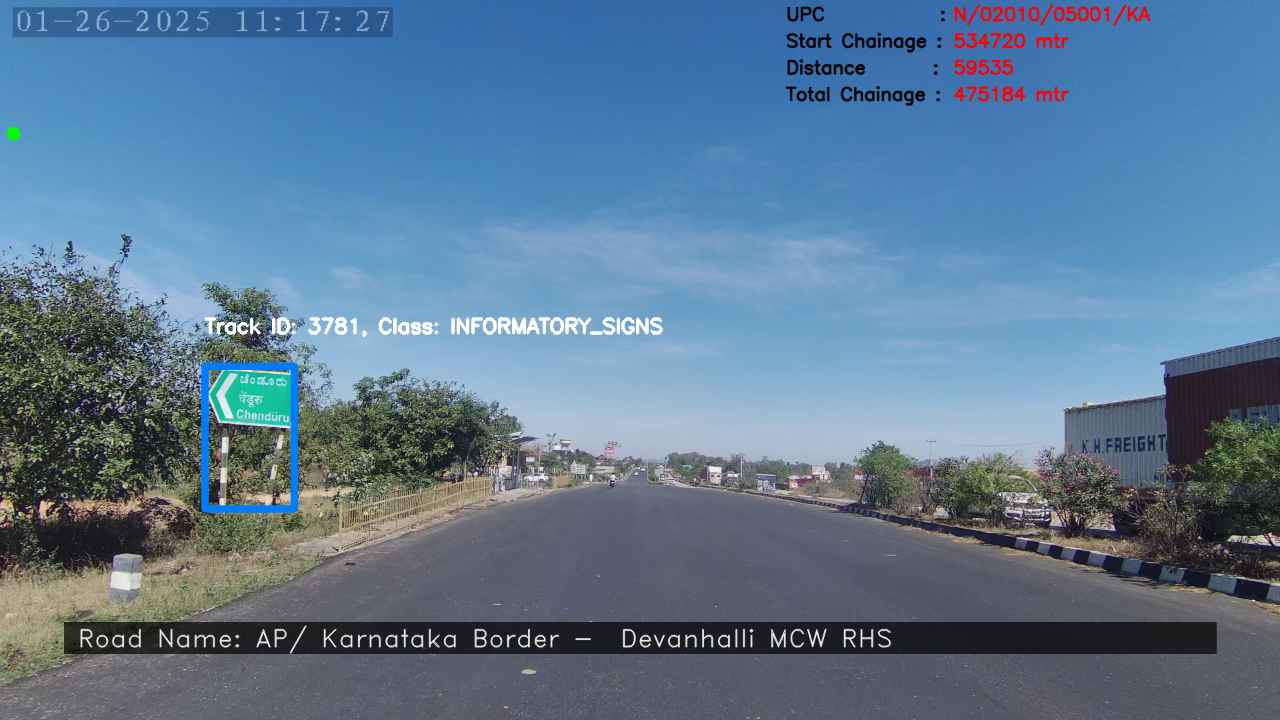 01-26-2025 11:17:27
UPC : N/02010/05001/KA
Start Chainage : 534720 mtr
Distance : 59535
Total Chainage : 475184 mtr
Track ID: 3781, Class: INFORMATORY_SIGNS
ಚೆಂಡೂರು
चेंडूरु
Chendūru
K.H.FREIGHT
Road Name: AP/ Karnataka Border - Devanhalli MCW RHS